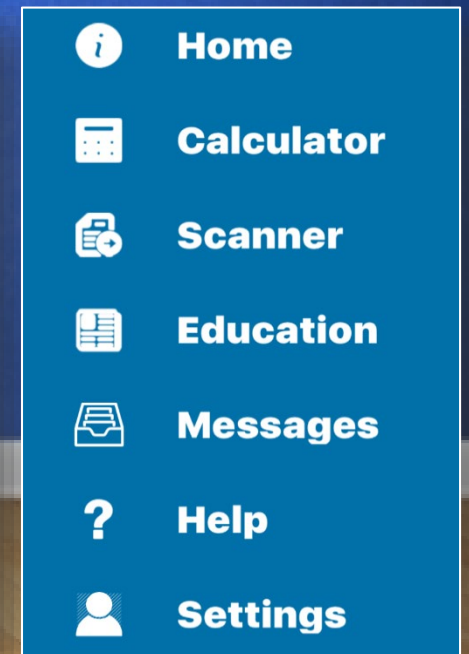 Home
Calculator
Scanner
Education
Messages
? Help
Settings